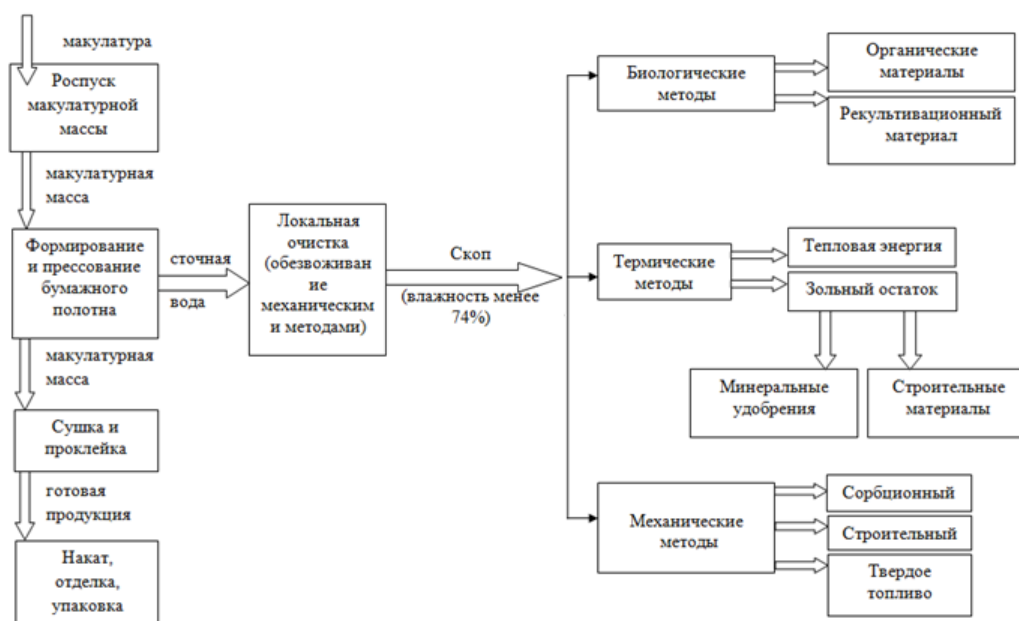 макулатура
Роспуск
макулатурной
массы
макулатурная
масса
Формирование
и прессование
бумажного
полотна
макулатурная
масса
Сушка и
проклейка
готовая
продукция
Накат,
отделка,
упаковка
сточная
вода
Локальная
очистка
(обезвоживан
ие
механическим
и методами)
Скоп
(влажность менее
74%)
Биологические
методы
Органические
материалы
Рекультивационный
материал
Термические
методы
Тепловая энергия
Зольный остаток
Минеральные
удобрения
Строительные
материалы
Механические
методы
Сорбционный
Строительный
Твердое
топливо